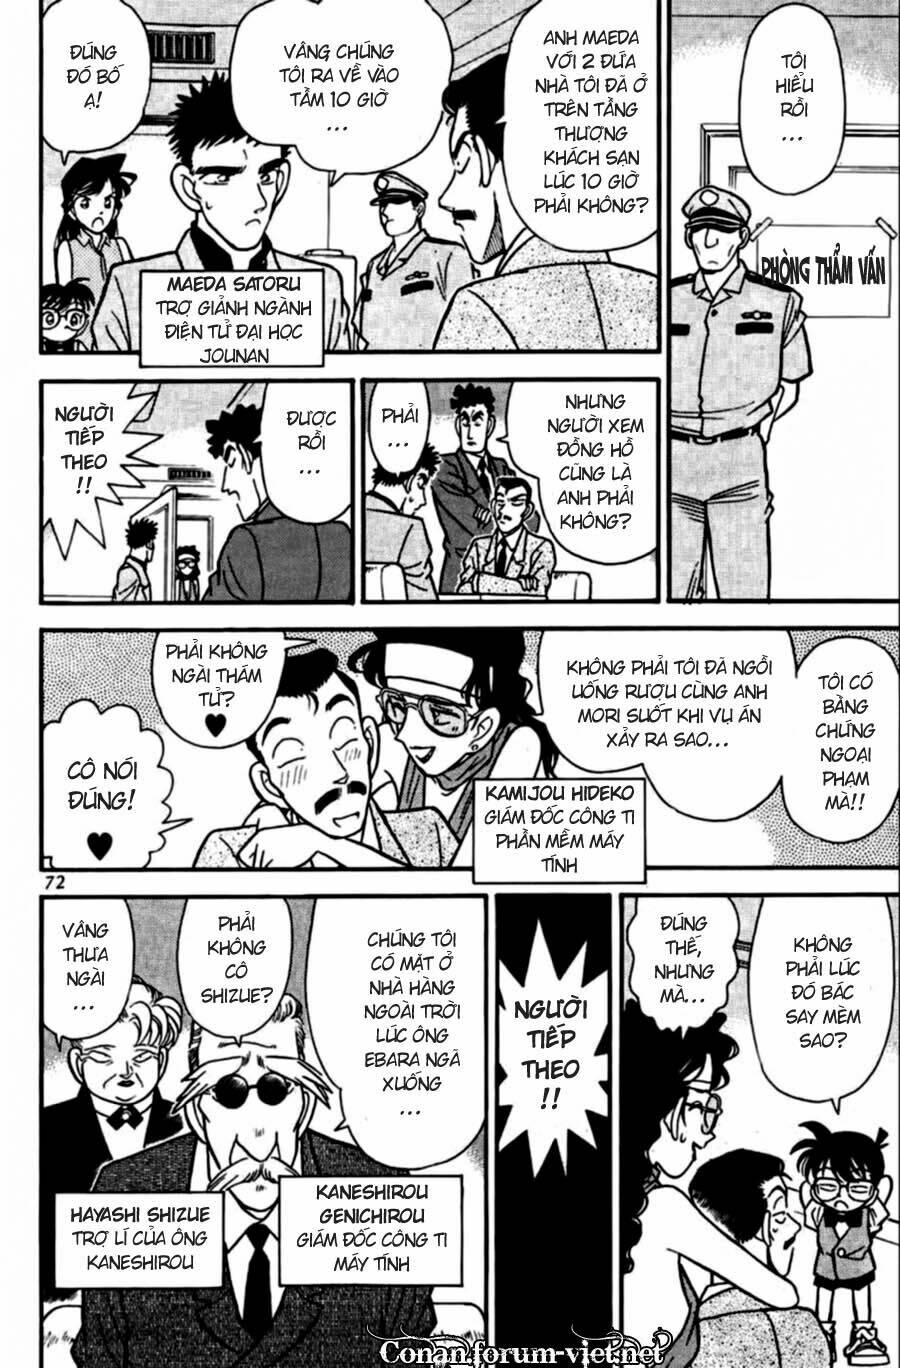 TÔI
HIỂU
RỒI
...
PHÒNG THẨM VẤN
ANH MAEDA
VỚI 2 ĐỨA
NHÀ TÔI ĐÃ Ở
TRÊN TẦNG
THƯỢNG
KHÁCH SẠN
LÚC 10 GIỜ
PHẢI KHÔNG?
VÂNG, CHÚNG
TÔI RA VỀ VÀO
TẦM 10 GIỜ
...
ĐÚNG
ĐÓ BỐ
Ạ!
MAEDA SATORU
TRỢ GIẢNG NGÀNH
ĐIỆN TỬ ĐẠI HỌC
JOUNAN
NHƯNG
NGƯỜI XEM
ĐỒNG HỒ
CŨNG LÀ
ANH PHẢI
KHÔNG?
PHẢI
...
ĐƯỢC
RỒI
...
NGƯỜI
TIẾP
THEO
!!
TÔI CÓ
BẰNG
CHỨNG
NGOẠI
PHẠM
MÀ!!
KHÔNG PHẢI TÔI ĐÃ NGỒI
UỐNG RƯỢU CÙNG ANH
MORI SUỐT KHI VỤ ÁN
XẢY RA SAO...
PHẢI KHÔNG
NGÀI THÁM
TỬ?
♥
CÔ NÓI
ĐÚNG!
♥
KAMIJOU HIDEKO
GIÁM ĐỐC CÔNG TI
PHẦN MỀM MÁY
TÍNH
72
KHÔNG
PHẢI LÚC
ĐÓ BÁC
SAY MÈM
SAO?
ĐÚNG
THẾ,
NHƯNG
MÀ...
NGƯỜI
TIẾP
THEO
!!
CHÚNG TÔI
CÓ MẶT Ở
NHÀ HÀNG
NGOÀI TRỜI
LÚC ÔNG
EBARA NGÃ
XUỐNG
...
PHẢI
KHÔNG
CÔ
SHIZUE?
VÂNG
THƯA
NGÀI
...
KANESHIROU
GENICHIROU
GIÁM ĐỐC CÔNG TI
MÁY TÍNH
HAYASHI SHIZUE
TRỢ LÍ CỦA ÔNG
KANESHIROU
Conan.forum-viet.net